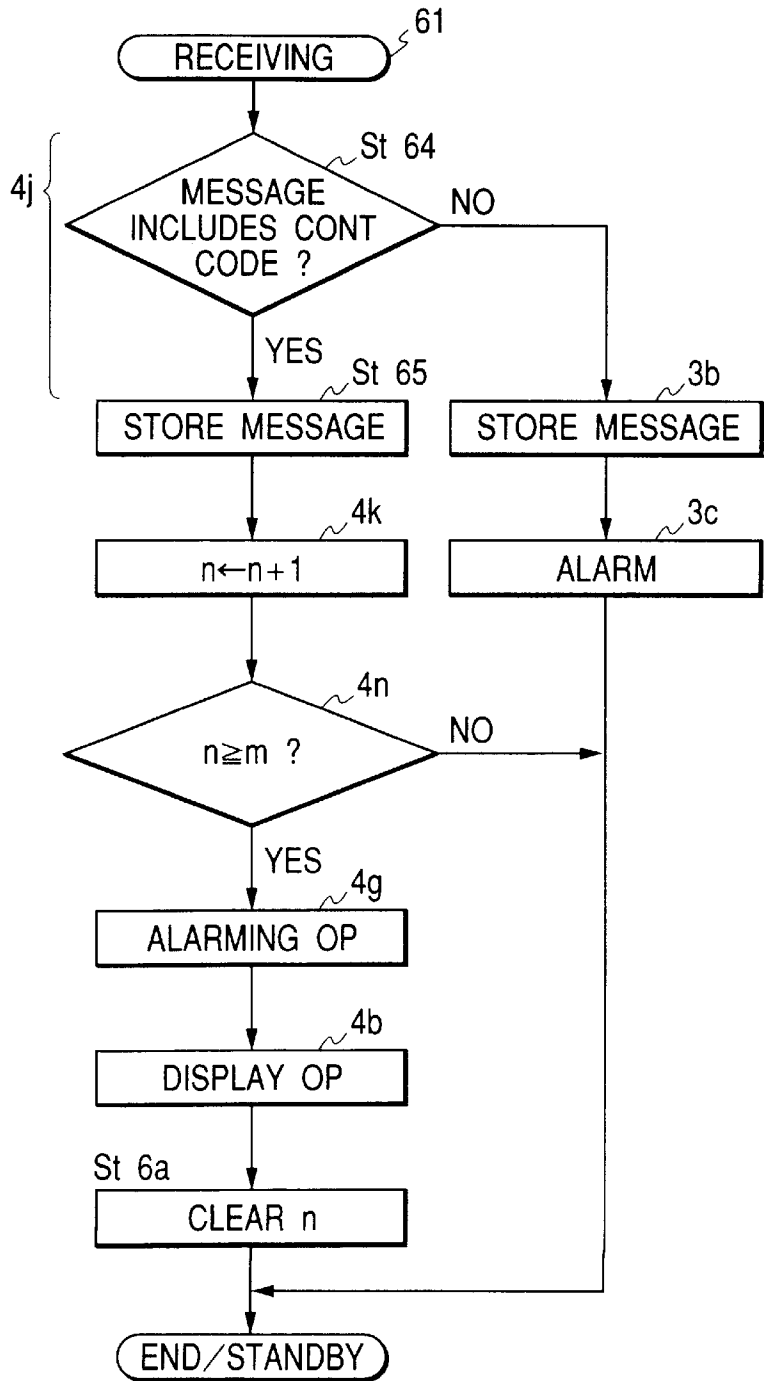 61
RECEIVING
St 64
4j
MESSAGE
INCLUDES CONT
CODE ?
NO
YES
St 65
3b
STORE MESSAGE
STORE MESSAGE
4k
3c
n←n+1
ALARM
4n
n≧m ?
NO
YES
4g
ALARMING OP
4b
DISPLAY OP
St 6a
CLEAR n
END/STANDBY